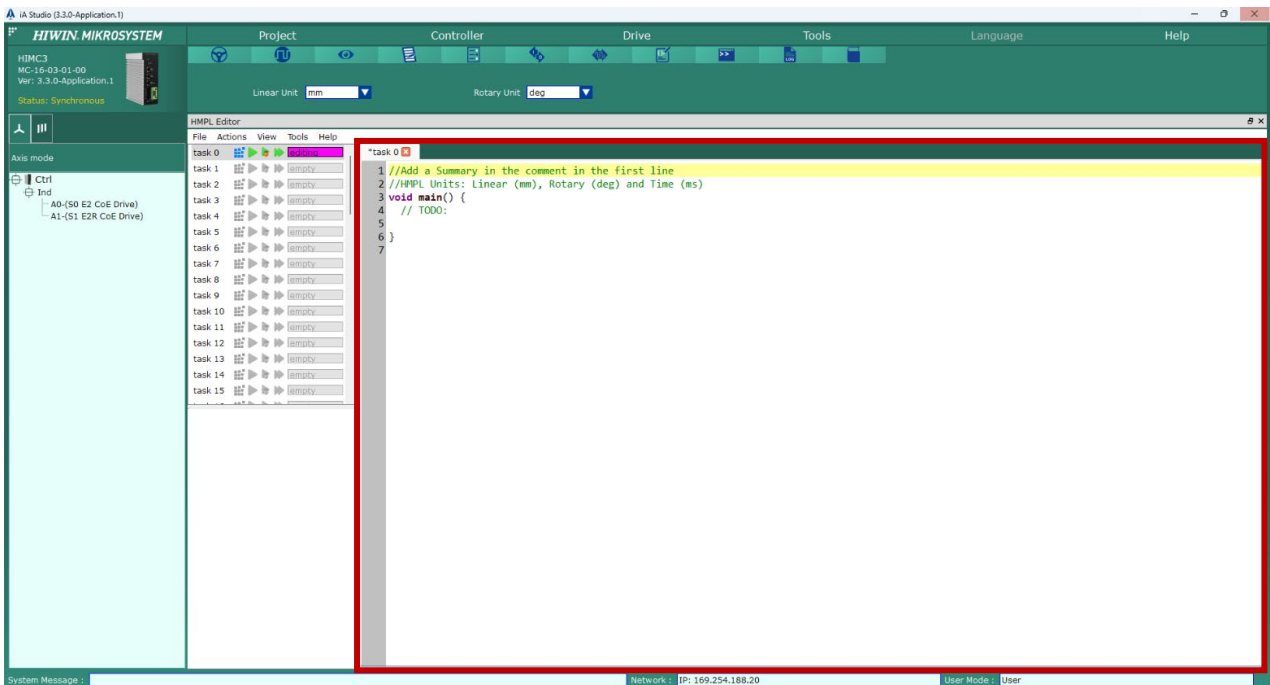 iA Studio (3.3.0-Application.1)
HIWIN. MIKROSYSTEM
Project Controller Drive Tools Language Help
HIMC3
MC-16-03-01-00
Ver: 3.3.0-Application.1
Status: Synchronous
Linear Unit mm Rotary Unit deg
Axis mode
Ctrl
Ind
A0-(S0 E2 CoE Drive)
A1-(S1 E2R CoE Drive)
HMPL Editor
File Actions View Tools Help
task 0 editing
task 1 empty
task 2 empty
task 3 empty
task 4 empty
task 5 empty
task 6 empty
task 7 empty
task 8 empty
task 9 empty
task 10 empty
task 11 empty
task 12 empty
task 13 empty
task 14 empty
task 15 empty
*task 0
1 //Add a Summary in the comment in the first line
2 //HMPL Units: Linear (mm), Rotary (deg) and Time (ms)
3 void main() {
4 // TODO:
5
6 }
7
System Message : Network : IP: 169.254.188.20 User Mode : User